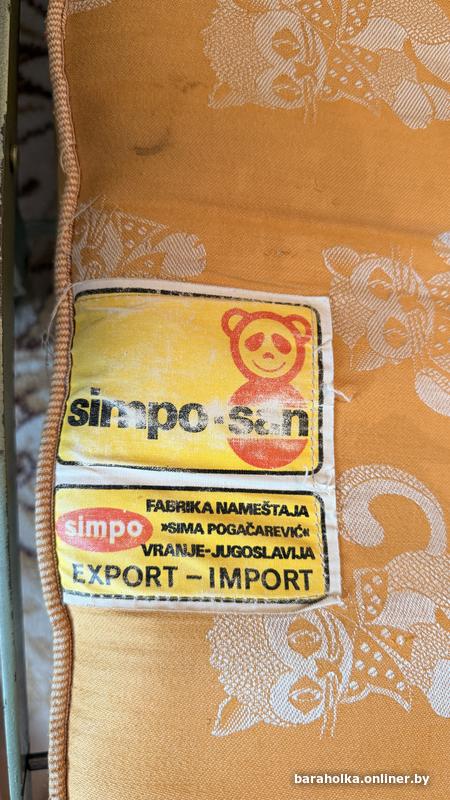 simpo-san
simpo
FABRIKA NAMEŠTAJA
»SIMA POGAČAREVIĆ«
VRANJE-JUGOSLAVIJA
EXPORT – IMPORT
baraholka.onliner.by